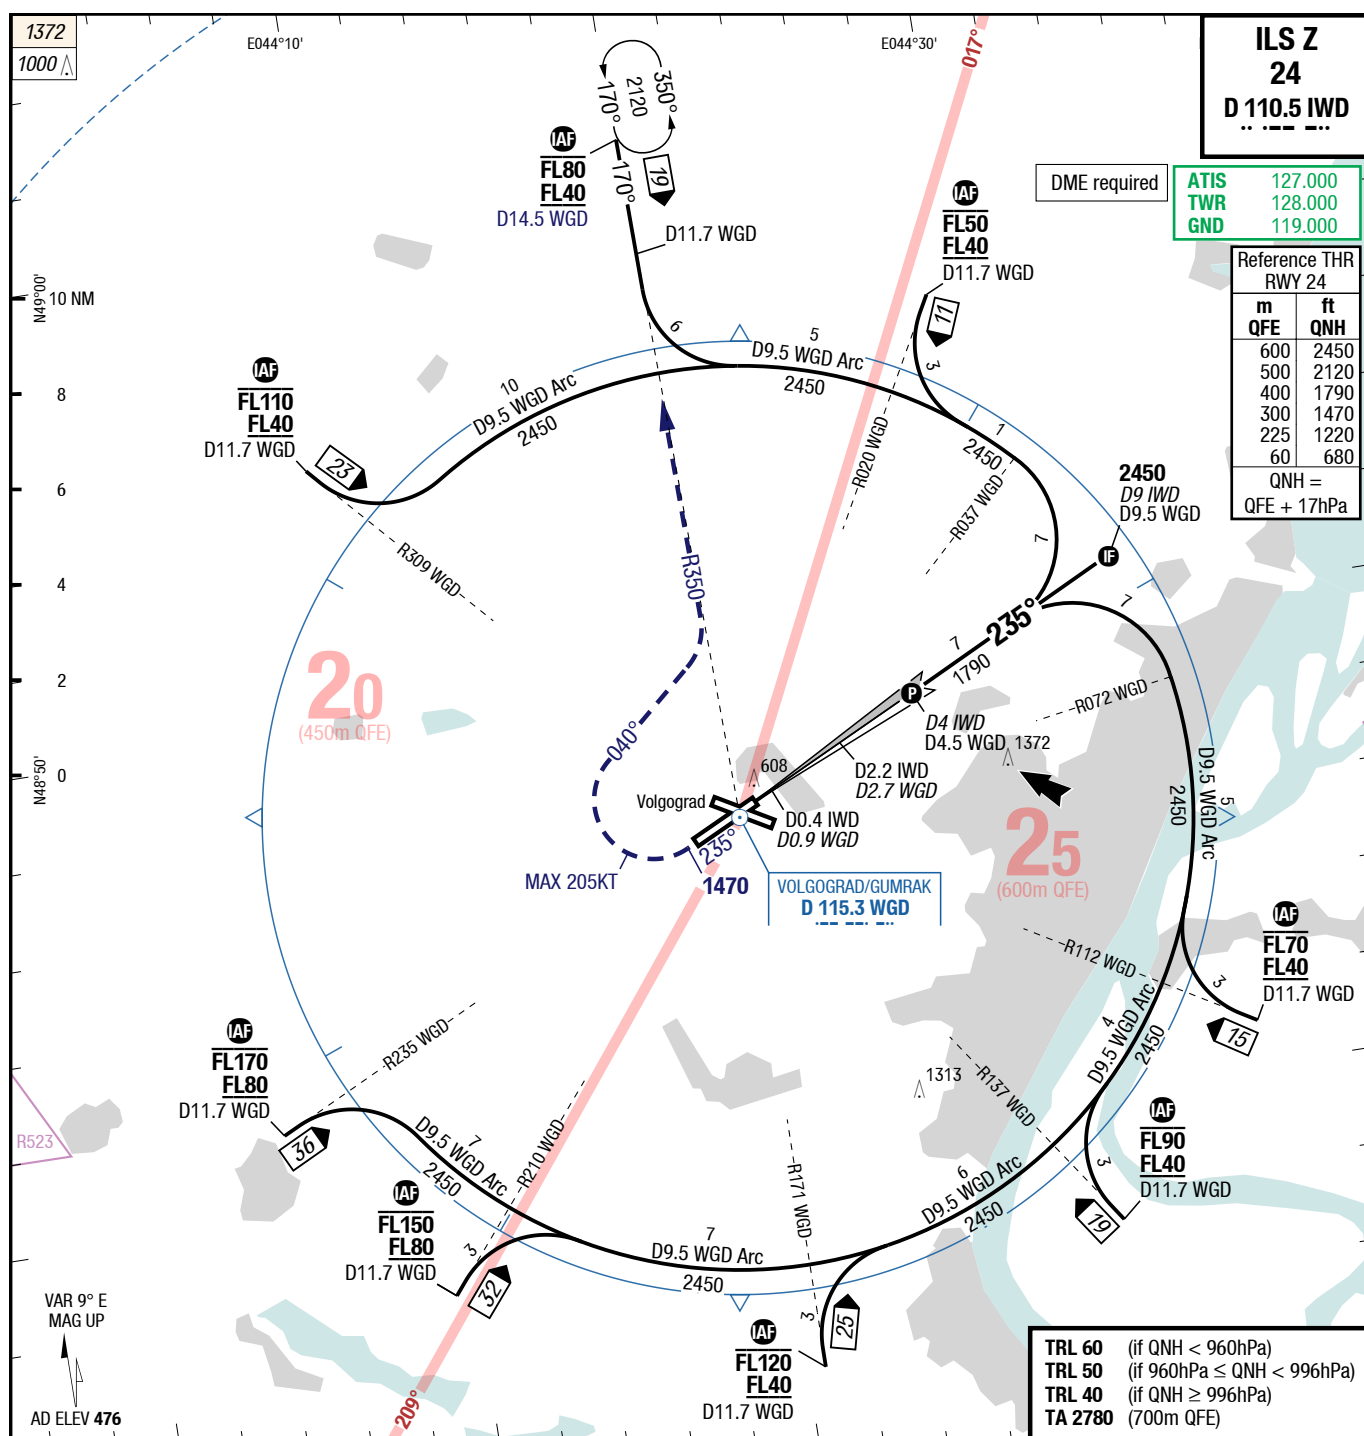 1372
1000
E044°10'
E044°30'
017°
ILS Z
24
D 110.5 IWD
DME required
ATIS 127.000
TWR 128.000
GND 119.000
Reference THR
RWY 24
m ft
QFE QNH
600 2450
500 2120
400 1790
300 1470
225 1220
60 680
QNH =
QFE + 17hPa
350°
2120
170°
IAF
FL80
FL40
D14.5 WGD
170°
19
D11.7 WGD
IAF
FL50
FL40
D11.7 WGD
11
3
N49°00'
10 NM
8
6
4
2
0
N48°50'
6
5
D9.5 WGD Arc
2450
10
D9.5 WGD Arc
2450
IAF
FL110
FL40
D11.7 WGD
23
R309 WGD
R020 WGD
1
2450
R037 WGD
7
2450
D9 IWD
D9.5 WGD
IF
R350
040°
235°
7
1790
7
R072 WGD
P
D4 IWD
D4.5 WGD
1372
D2.2 IWD
D2.7 WGD
608
D0.4 IWD
D0.9 WGD
Volgograd
235°
1470
MAX 205KT
VOLGOGRAD/GUMRAK
D 115.3 WGD
20
(450m QFE)
25
(600m QFE)
5
D9.5 WGD Arc
2450
IAF
FL70
FL40
D11.7 WGD
R112 WGD
3
15
4
D9.5 WGD Arc
2450
R137 WGD
1313
IAF
FL90
FL40
D11.7 WGD
3
19
6
D9.5 WGD Arc
2450
R171 WGD
IAF
FL170
FL80
D11.7 WGD
R235 WGD
36
R523
7
D9.5 WGD Arc
2450
R210 WGD
IAF
FL150
FL80
D11.7 WGD
3
32
7
D9.5 WGD Arc
2450
3
25
IAF
FL120
FL40
D11.7 WGD
209°
VAR 9° E
MAG UP
AD ELEV 476
TRL 60 (if QNH < 960hPa)
TRL 50 (if 960hPa ≤ QNH < 996hPa)
TRL 40 (if QNH ≥ 996hPa)
TA 2780 (700m QFE)